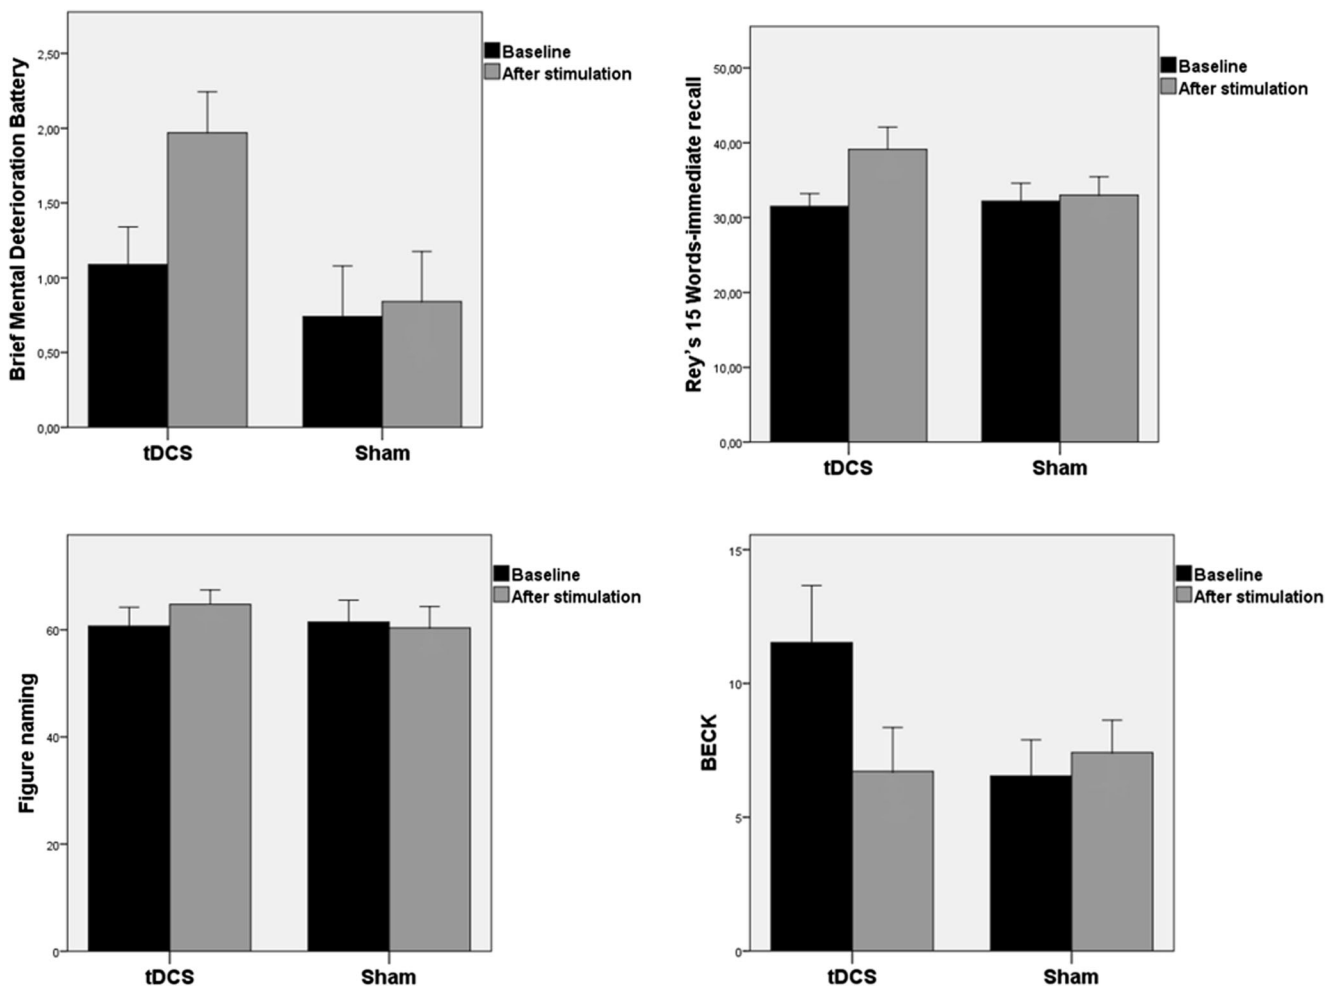 Brief Mental Deterioration Battery
2,50
2,00
1,50
1,00
0,50
0,00
tDCS
Sham
Baseline
After stimulation
Rey's 15 Words-immediate recall
50,00
40,00
30,00
20,00
10,00
0,00
tDCS
Sham
Baseline
After stimulation
Figure naming
60
40
20
0
tDCS
Sham
Baseline
After stimulation
BECK
15
10
5
0
tDCS
Sham
Baseline
After stimulation